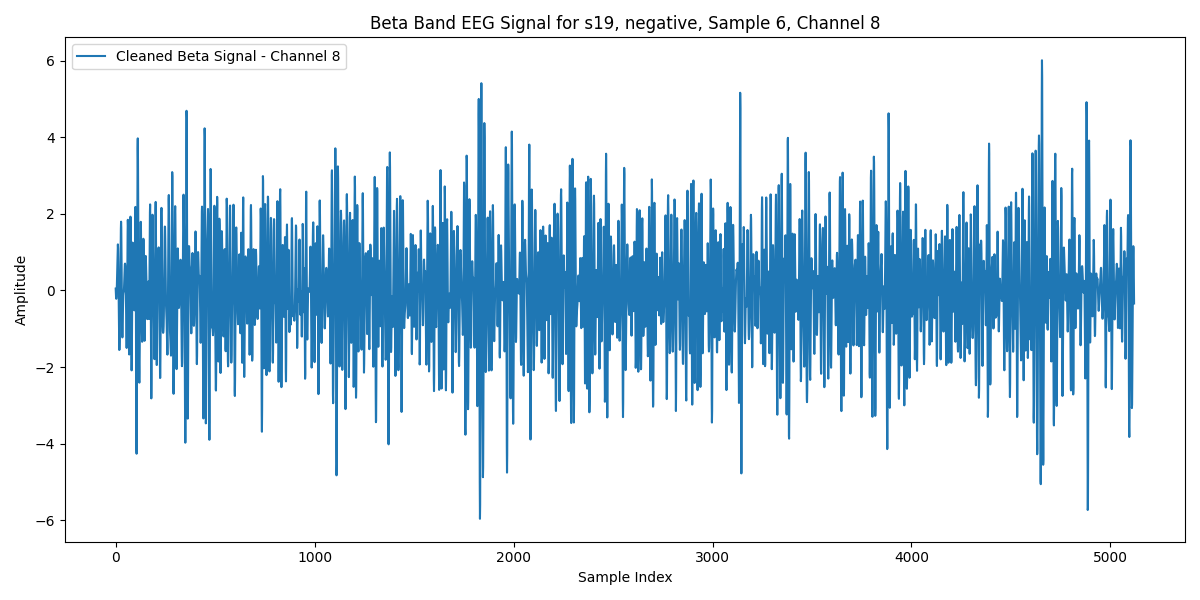 Beta Band EEG Signal for s19, negative, Sample 6, Channel 8
Cleaned Beta Signal - Channel 8
Amplitude
6
4
2
0
−2
−4
−6
0 1000 2000 3000 4000 5000
Sample Index